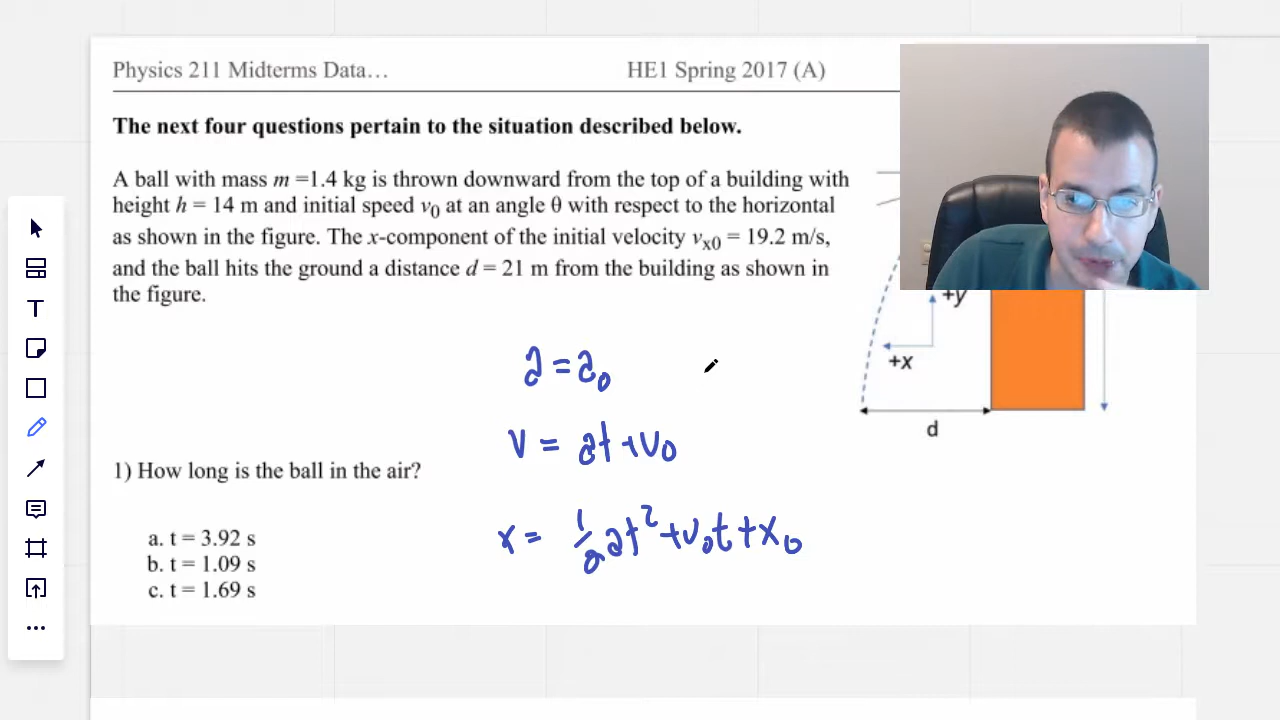 Physics 211 Midterms Data… HE1 Spring 2017 (A)
The next four questions pertain to the situation described below.
A ball with mass m =1.4 kg is thrown downward from the top of a building with
height h = 14 m and initial speed v₀ at an angle θ with respect to the horizontal
as shown in the figure. The x-component of the initial velocity vₓ₀ = 19.2 m/s,
and the ball hits the ground a distance d = 21 m from the building as shown in
the figure.
+y
+x
d
a = a₀
v = at + v₀
x = 1/2 at² + v₀t + x₀
1) How long is the ball in the air?
a. t = 3.92 s
b. t = 1.09 s
c. t = 1.69 s
T